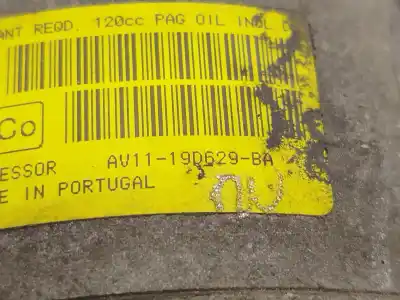 ANT REQD. 120cc PAG OIL INCL
Co
ESSOR AV11-19D629-BA
E IN PORTUGAL